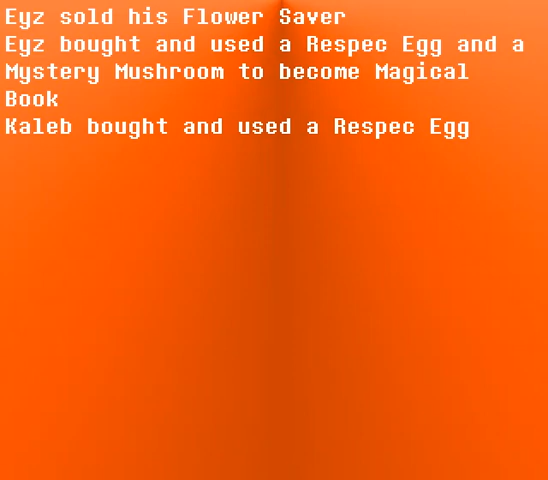 Eyz sold his Flower Saver
Eyz bought and used a Respec Egg and a
Mystery Mushroom to become Magical
Book
Kaleb bought and used a Respec Egg